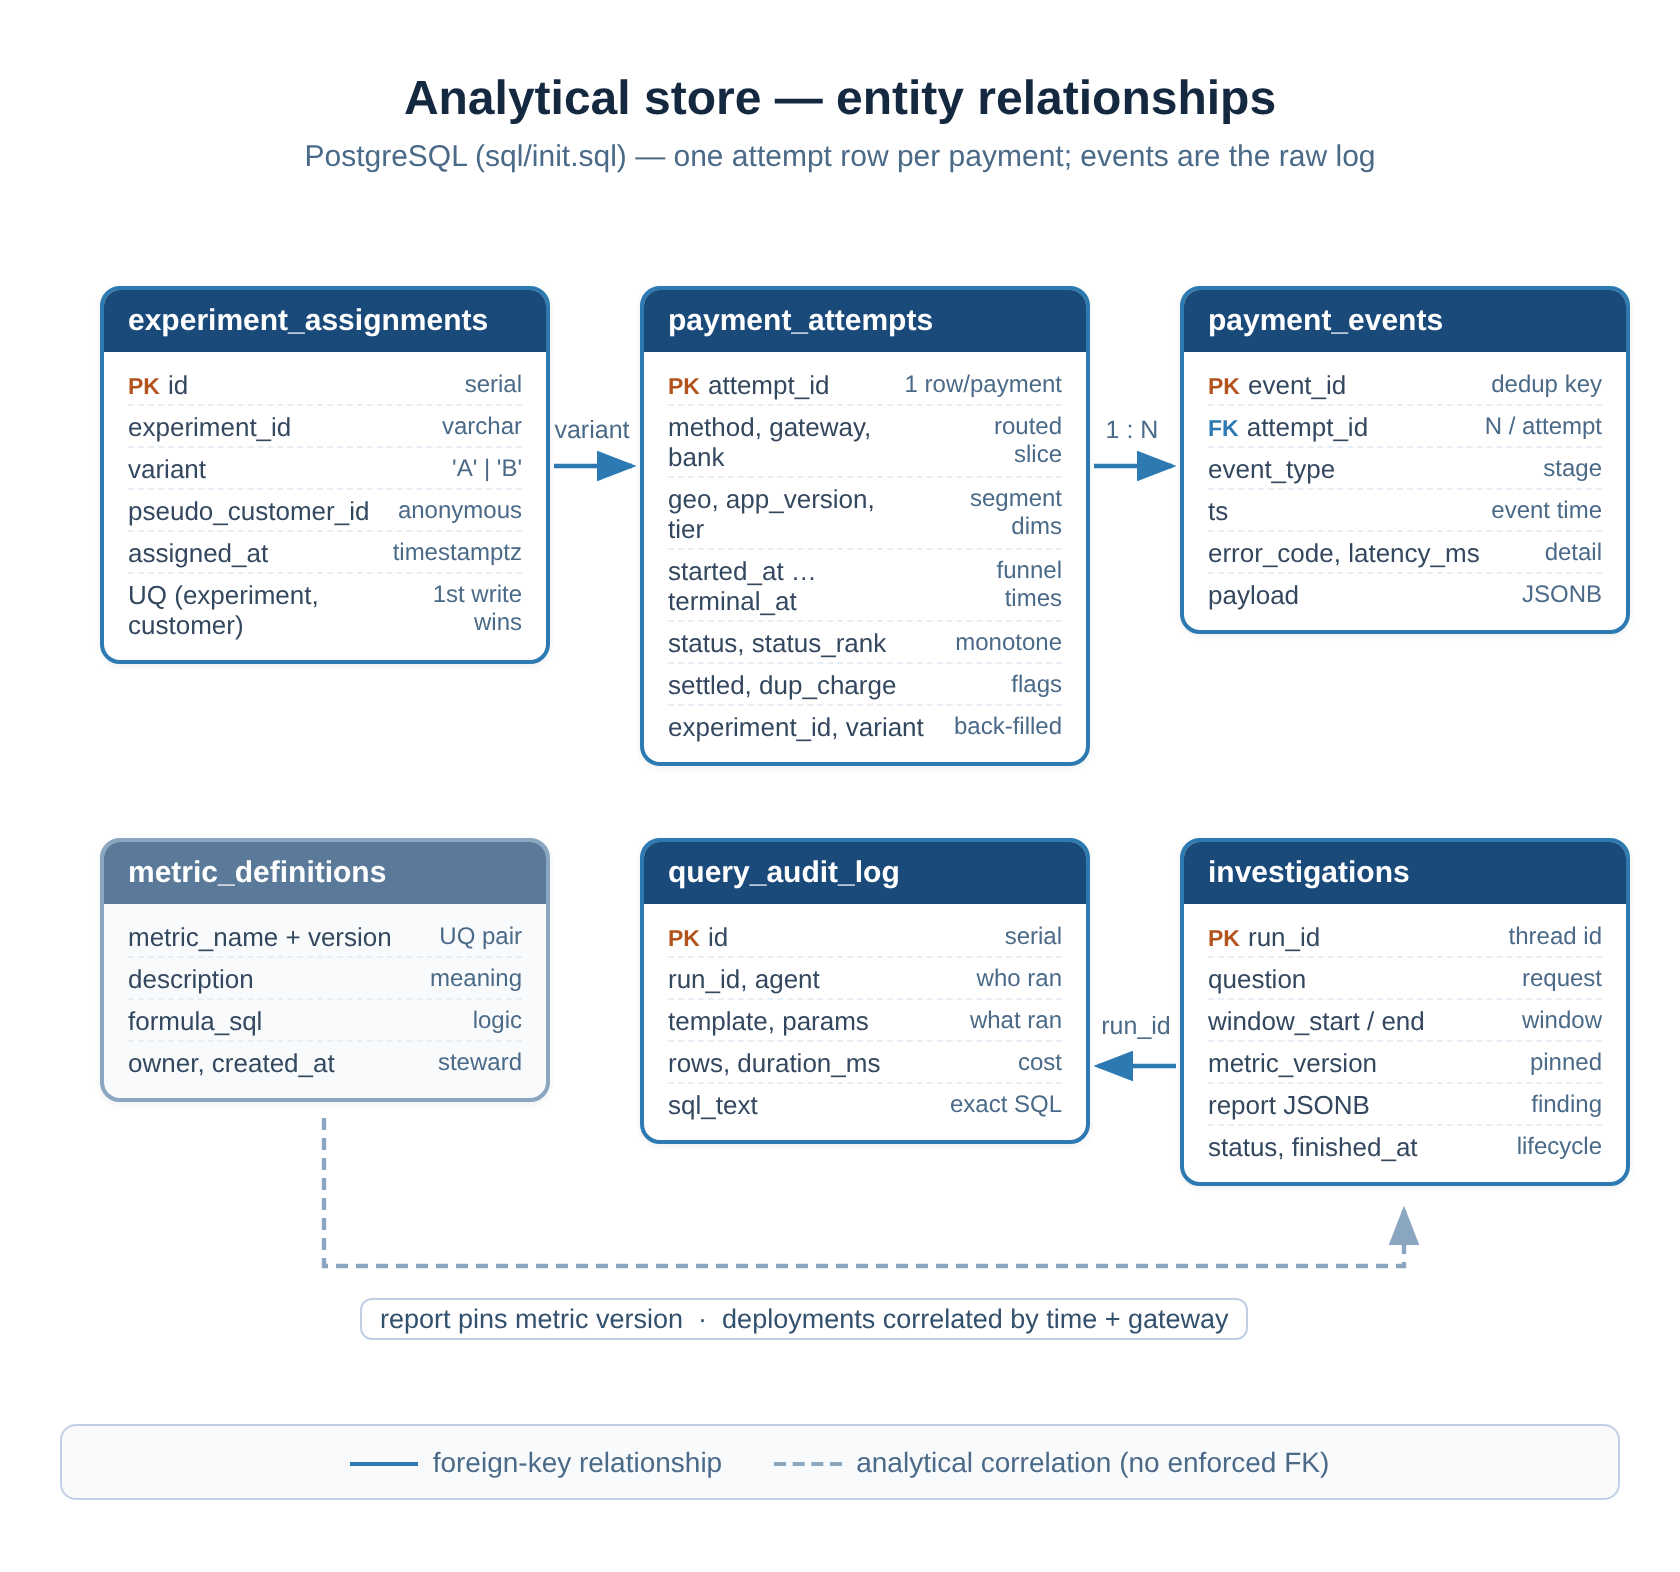 Analytical store — entity relationships
PostgreSQL (sql/init.sql) — one attempt row per payment; events are the raw log
experiment_assignments
PK id serial
experiment_id varchar
variant 'A' | 'B'
pseudo_customer_id anonymous
assigned_at timestamptz
UQ (experiment, 1st write
customer) wins
variant
payment_attempts
PK attempt_id 1 row/payment
method, gateway, routed
bank slice
geo, app_version, segment
tier dims
started_at … funnel
terminal_at times
status, status_rank monotone
settled, dup_charge flags
experiment_id, variant back-filled
1 : N
payment_events
PK event_id dedup key
FK attempt_id N / attempt
event_type stage
ts event time
error_code, latency_ms detail
payload JSONB
metric_definitions
metric_name + version UQ pair
description meaning
formula_sql logic
owner, created_at steward
query_audit_log
PK id serial
run_id, agent who ran
template, params what ran
rows, duration_ms cost
sql_text exact SQL
run_id
investigations
PK run_id thread id
question request
window_start / end window
metric_version pinned
report JSONB finding
status, finished_at lifecycle
report pins metric version · deployments correlated by time + gateway
foreign-key relationship analytical correlation (no enforced FK)